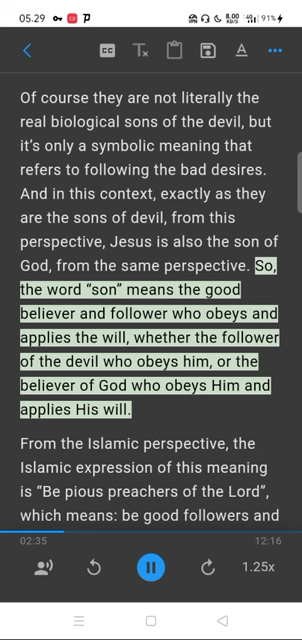 05.29
8,00
KB/s
4G
91%
CC
Of course they are not literally the
real biological sons of the devil, but
it's only a symbolic meaning that
refers to following the bad desires.
And in this context, exactly as they
are the sons of devil, from this
perspective, Jesus is also the son of
God, from the same perspective. So,
the word “son” means the good
believer and follower who obeys and
applies the will, whether the follower
of the devil who obeys him, or the
believer of God who obeys Him and
applies His will.
From the Islamic perspective, the
Islamic expression of this meaning
is “Be pious preachers of the Lord”,
which means: be good followers and
02:35
12:16
1.25x